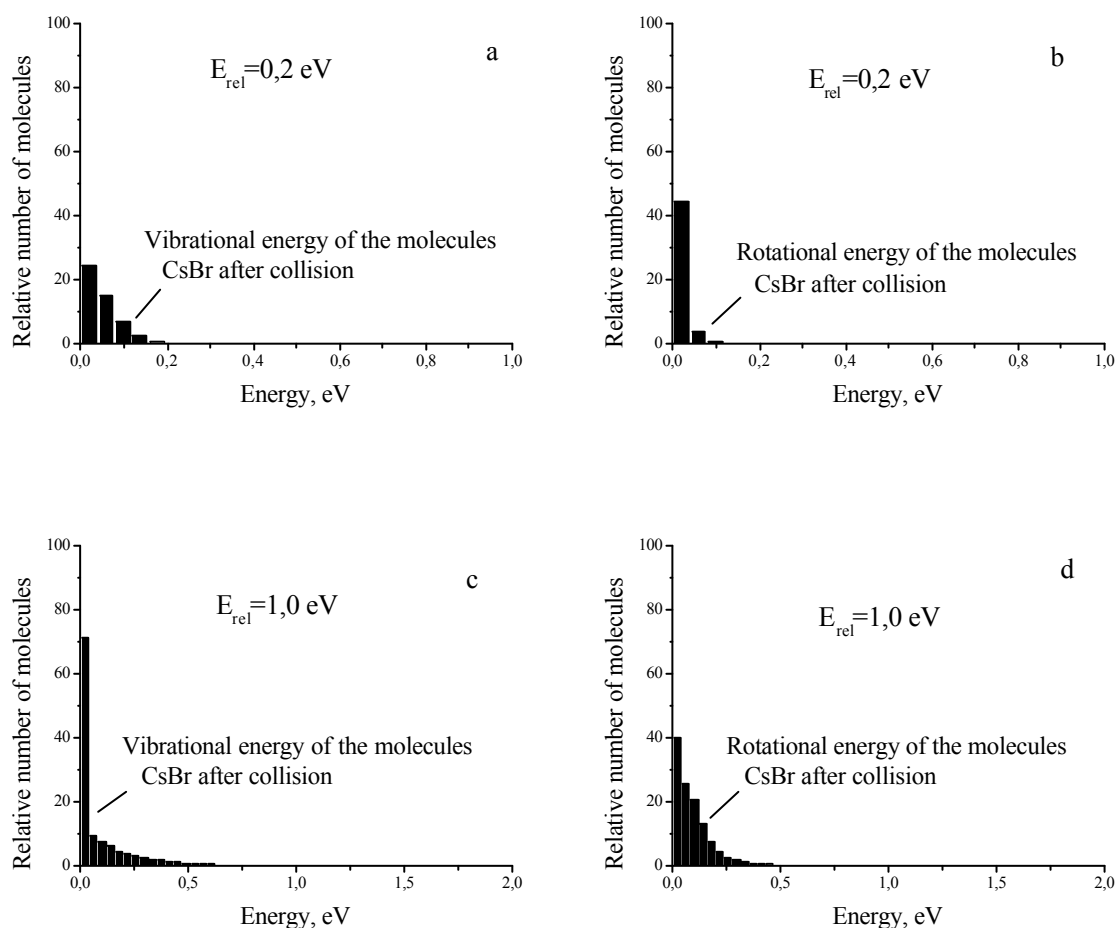 a
E_rel=0,2 eV
100
80
60
40
20
0
Relative number of molecules
Vibrational energy of the molecules
CsBr after collision
0,0 0,2 0,4 0,6 0,8 1,0
Energy, eV
b
E_rel=0,2 eV
100
80
60
40
20
0
Relative number of molecules
Rotational energy of the molecules
CsBr after collision
0,0 0,2 0,4 0,6 0,8 1,0
Energy, eV
c
E_rel=1,0 eV
100
80
60
40
20
0
Relative number of molecules
Vibrational energy of the molecules
CsBr after collision
0,0 0,5 1,0 1,5 2,0
Energy, eV
d
E_rel=1,0 eV
100
80
60
40
20
0
Relative number of molecules
Rotational energy of the molecules
CsBr after collision
0,0 0,5 1,0 1,5 2,0
Energy, eV